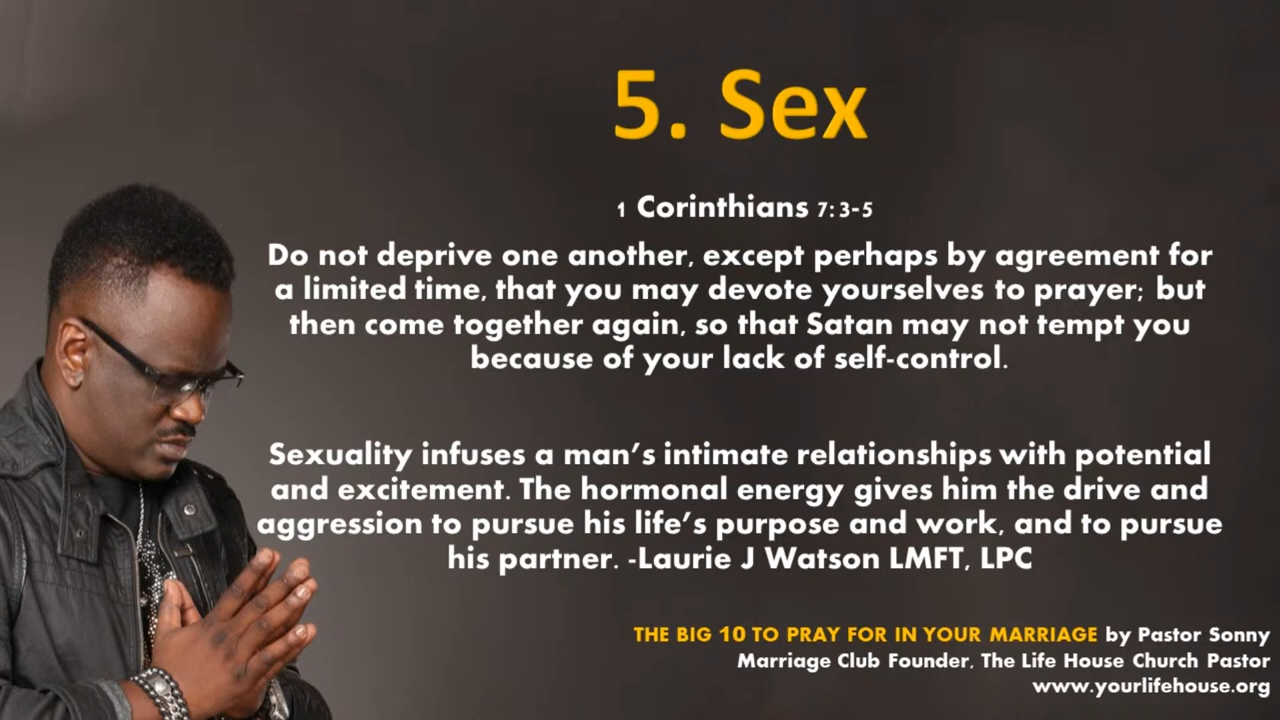 5. Sex
1 Corinthians 7:3-5
Do not deprive one another, except perhaps by agreement for
a limited time, that you may devote yourselves to prayer; but
then come together again, so that Satan may not tempt you
because of your lack of self-control.
Sexuality infuses a man’s intimate relationships with potential
and excitement. The hormonal energy gives him the drive and
aggression to pursue his life’s purpose and work, and to pursue
his partner. -Laurie J Watson LMFT, LPC
THE BIG 10 TO PRAY FOR IN YOUR MARRIAGE by Pastor Sonny
Marriage Club Founder, The Life House Church Pastor
www.yourlifehouse.org